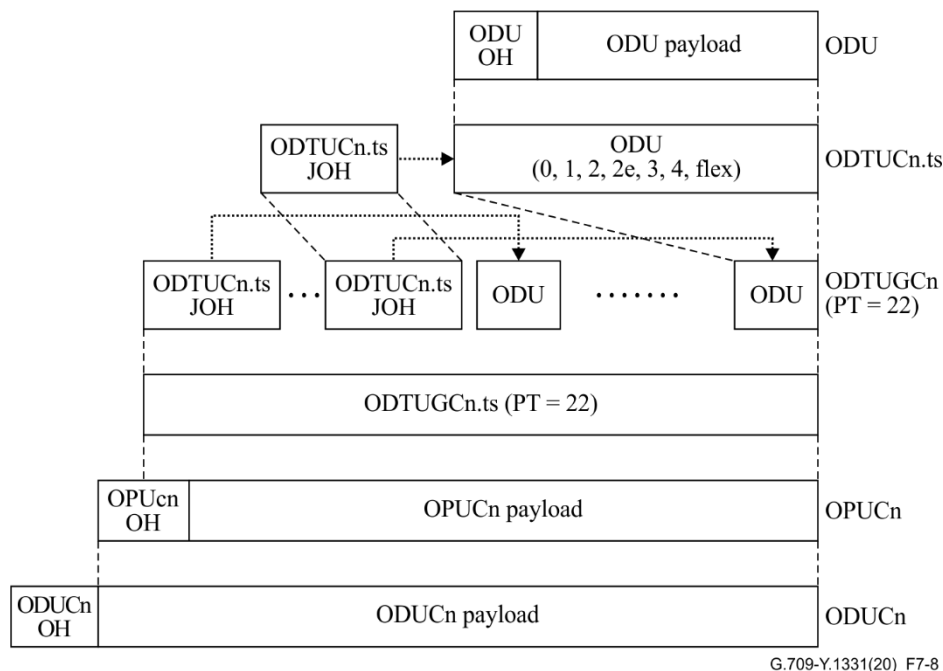 ODU
OH
ODU payload
ODU
ODTUCn.ts
JOH
ODU
(0, 1, 2, 2e, 3, 4, flex)
ODTUCn.ts
ODTUCn.ts
JOH
ODTUCn.ts
JOH
ODU
ODU
ODTUGCn
(PT = 22)
ODTUGCn.ts (PT = 22)
OPUcn
OH
OPUCn payload
OPUCn
ODUCn
OH
ODUCn payload
ODUCn
G.709-Y.1331(20)_F7-8